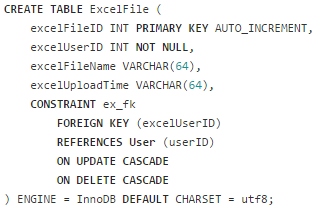 CREATE TABLE ExcelFile (
excelFileID INT PRIMARY KEY AUTO_INCREMENT,
excelUserID INT NOT NULL,
excelFileName VARCHAR(64),
excelUploadTime VARCHAR(64),
CONSTRAINT ex_fk
FOREIGN KEY (excelUserID)
REFERENCES User (userID)
ON UPDATE CASCADE
ON DELETE CASCADE
) ENGINE = InnoDB DEFAULT CHARSET = utf8;